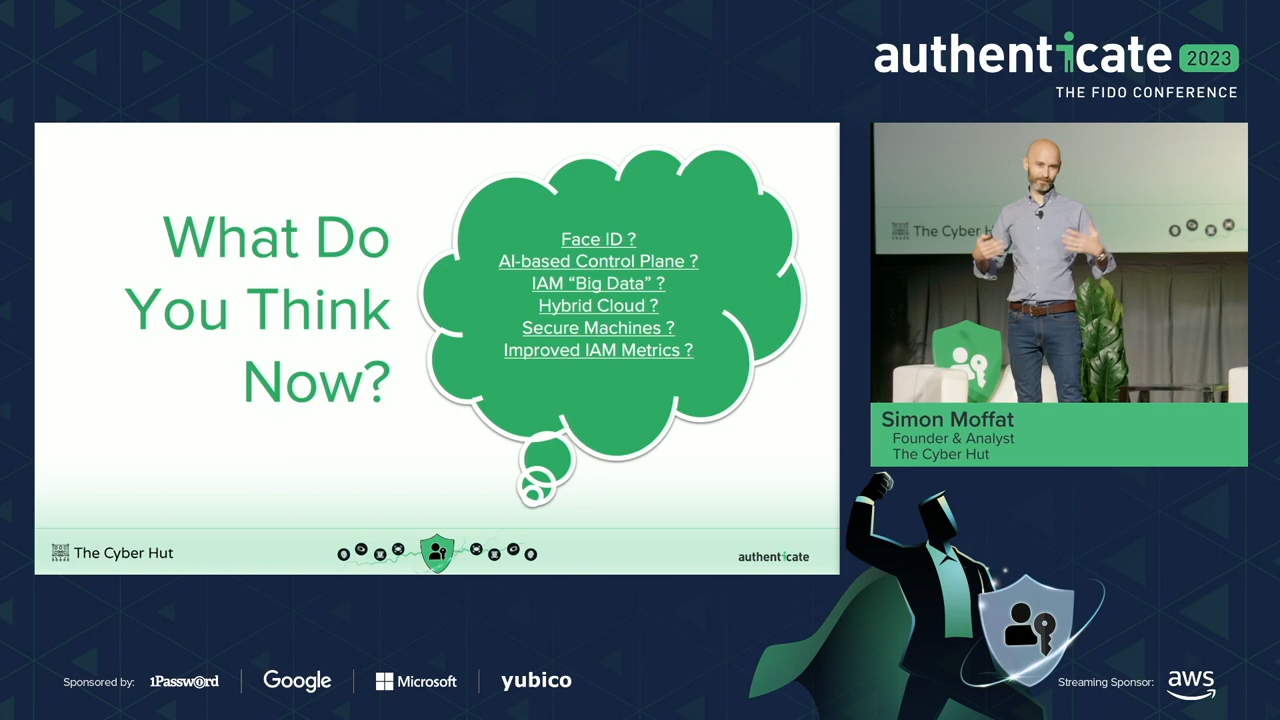 authenticate 2023
THE FIDO CONFERENCE
What Do
You Think
Now?
Face ID ?
AI-based Control Plane ?
IAM “Big Data” ?
Hybrid Cloud ?
Secure Machines ?
Improved IAM Metrics ?
The Cyber Hut
authenticate
The Cyber H
Simon Moffat
Founder & Analyst
The Cyber Hut
Sponsored by:
1Password
Google
Microsoft
yubico
Streaming Sponsor:
aws